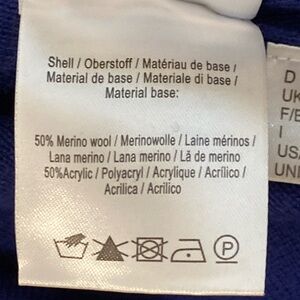 Shell / Oberstoff / Matériau de base /
Material de base / Materiale di base /
Material base:
50% Merino wool / Merinowolle / Laine mérinos /
Lana merino / Lana merino / Lã de merino
50%Acrylic / Polyacryl / Acrylique / Acrílico /
Acrilica / Acrílico
P
D
UK
F/E
I
USA
UNI